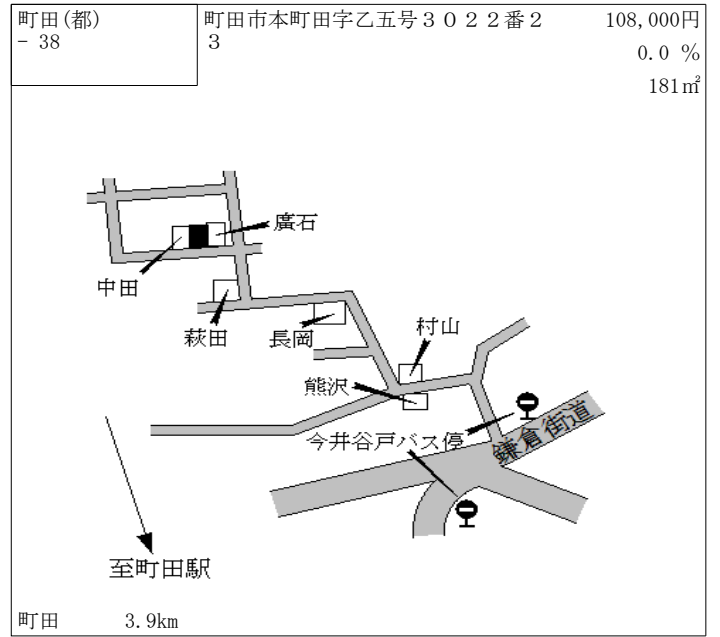 町田(都)
- 38
町田市本町田字乙五号３０２２番２
３
108,000円
0.0 %
181㎡
廣石
中田
萩田
長岡
村山
熊沢
今井谷戸バス停
鎌倉街道
至町田駅
町田 3.9km